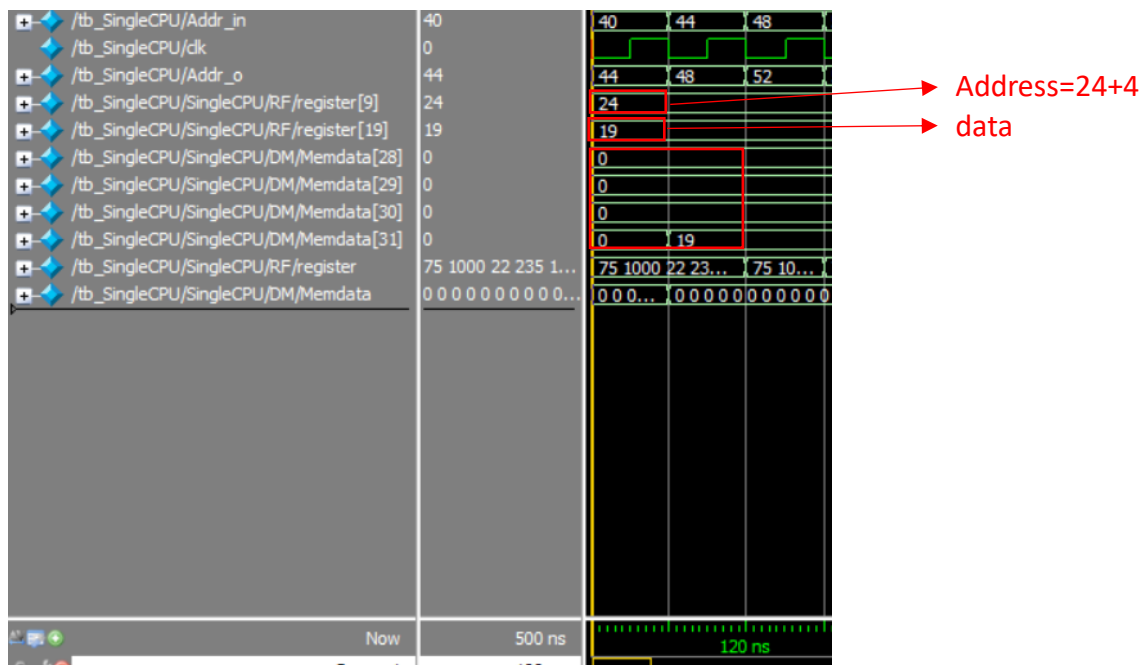 /tb_SingleCPU/Addr_in 40 40 44 48
/tb_SingleCPU/clk 0
/tb_SingleCPU/Addr_o 44 44 48 52
/tb_SingleCPU/SingleCPU/RF/register[9] 24 24 Address=24+4
/tb_SingleCPU/SingleCPU/RF/register[19] 19 19 data
/tb_SingleCPU/SingleCPU/DM/Memdata[28] 0 0
/tb_SingleCPU/SingleCPU/DM/Memdata[29] 0 0
/tb_SingleCPU/SingleCPU/DM/Memdata[30] 0 0
/tb_SingleCPU/SingleCPU/DM/Memdata[31] 0 0 19
/tb_SingleCPU/SingleCPU/RF/register 75 1000 22 235 1... 75 1000 22 23... 75 10...
/tb_SingleCPU/SingleCPU/DM/Memdata 0 0 0 0 0 0 0 0 0 0 0... 0 0 0... 0 0 0 0 0 0 0 0 0 0 0 0
Now 500 ns 120 ns